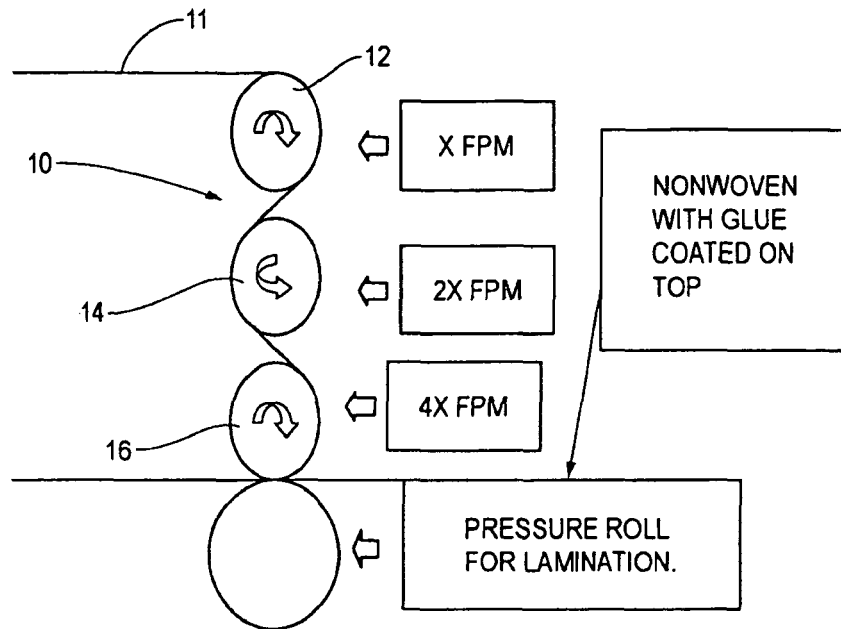 11
12
X FPM
10
NONWOVEN
WITH GLUE
COATED ON
TOP
14
2X FPM
16
4X FPM
PRESSURE ROLL
FOR LAMINATION.